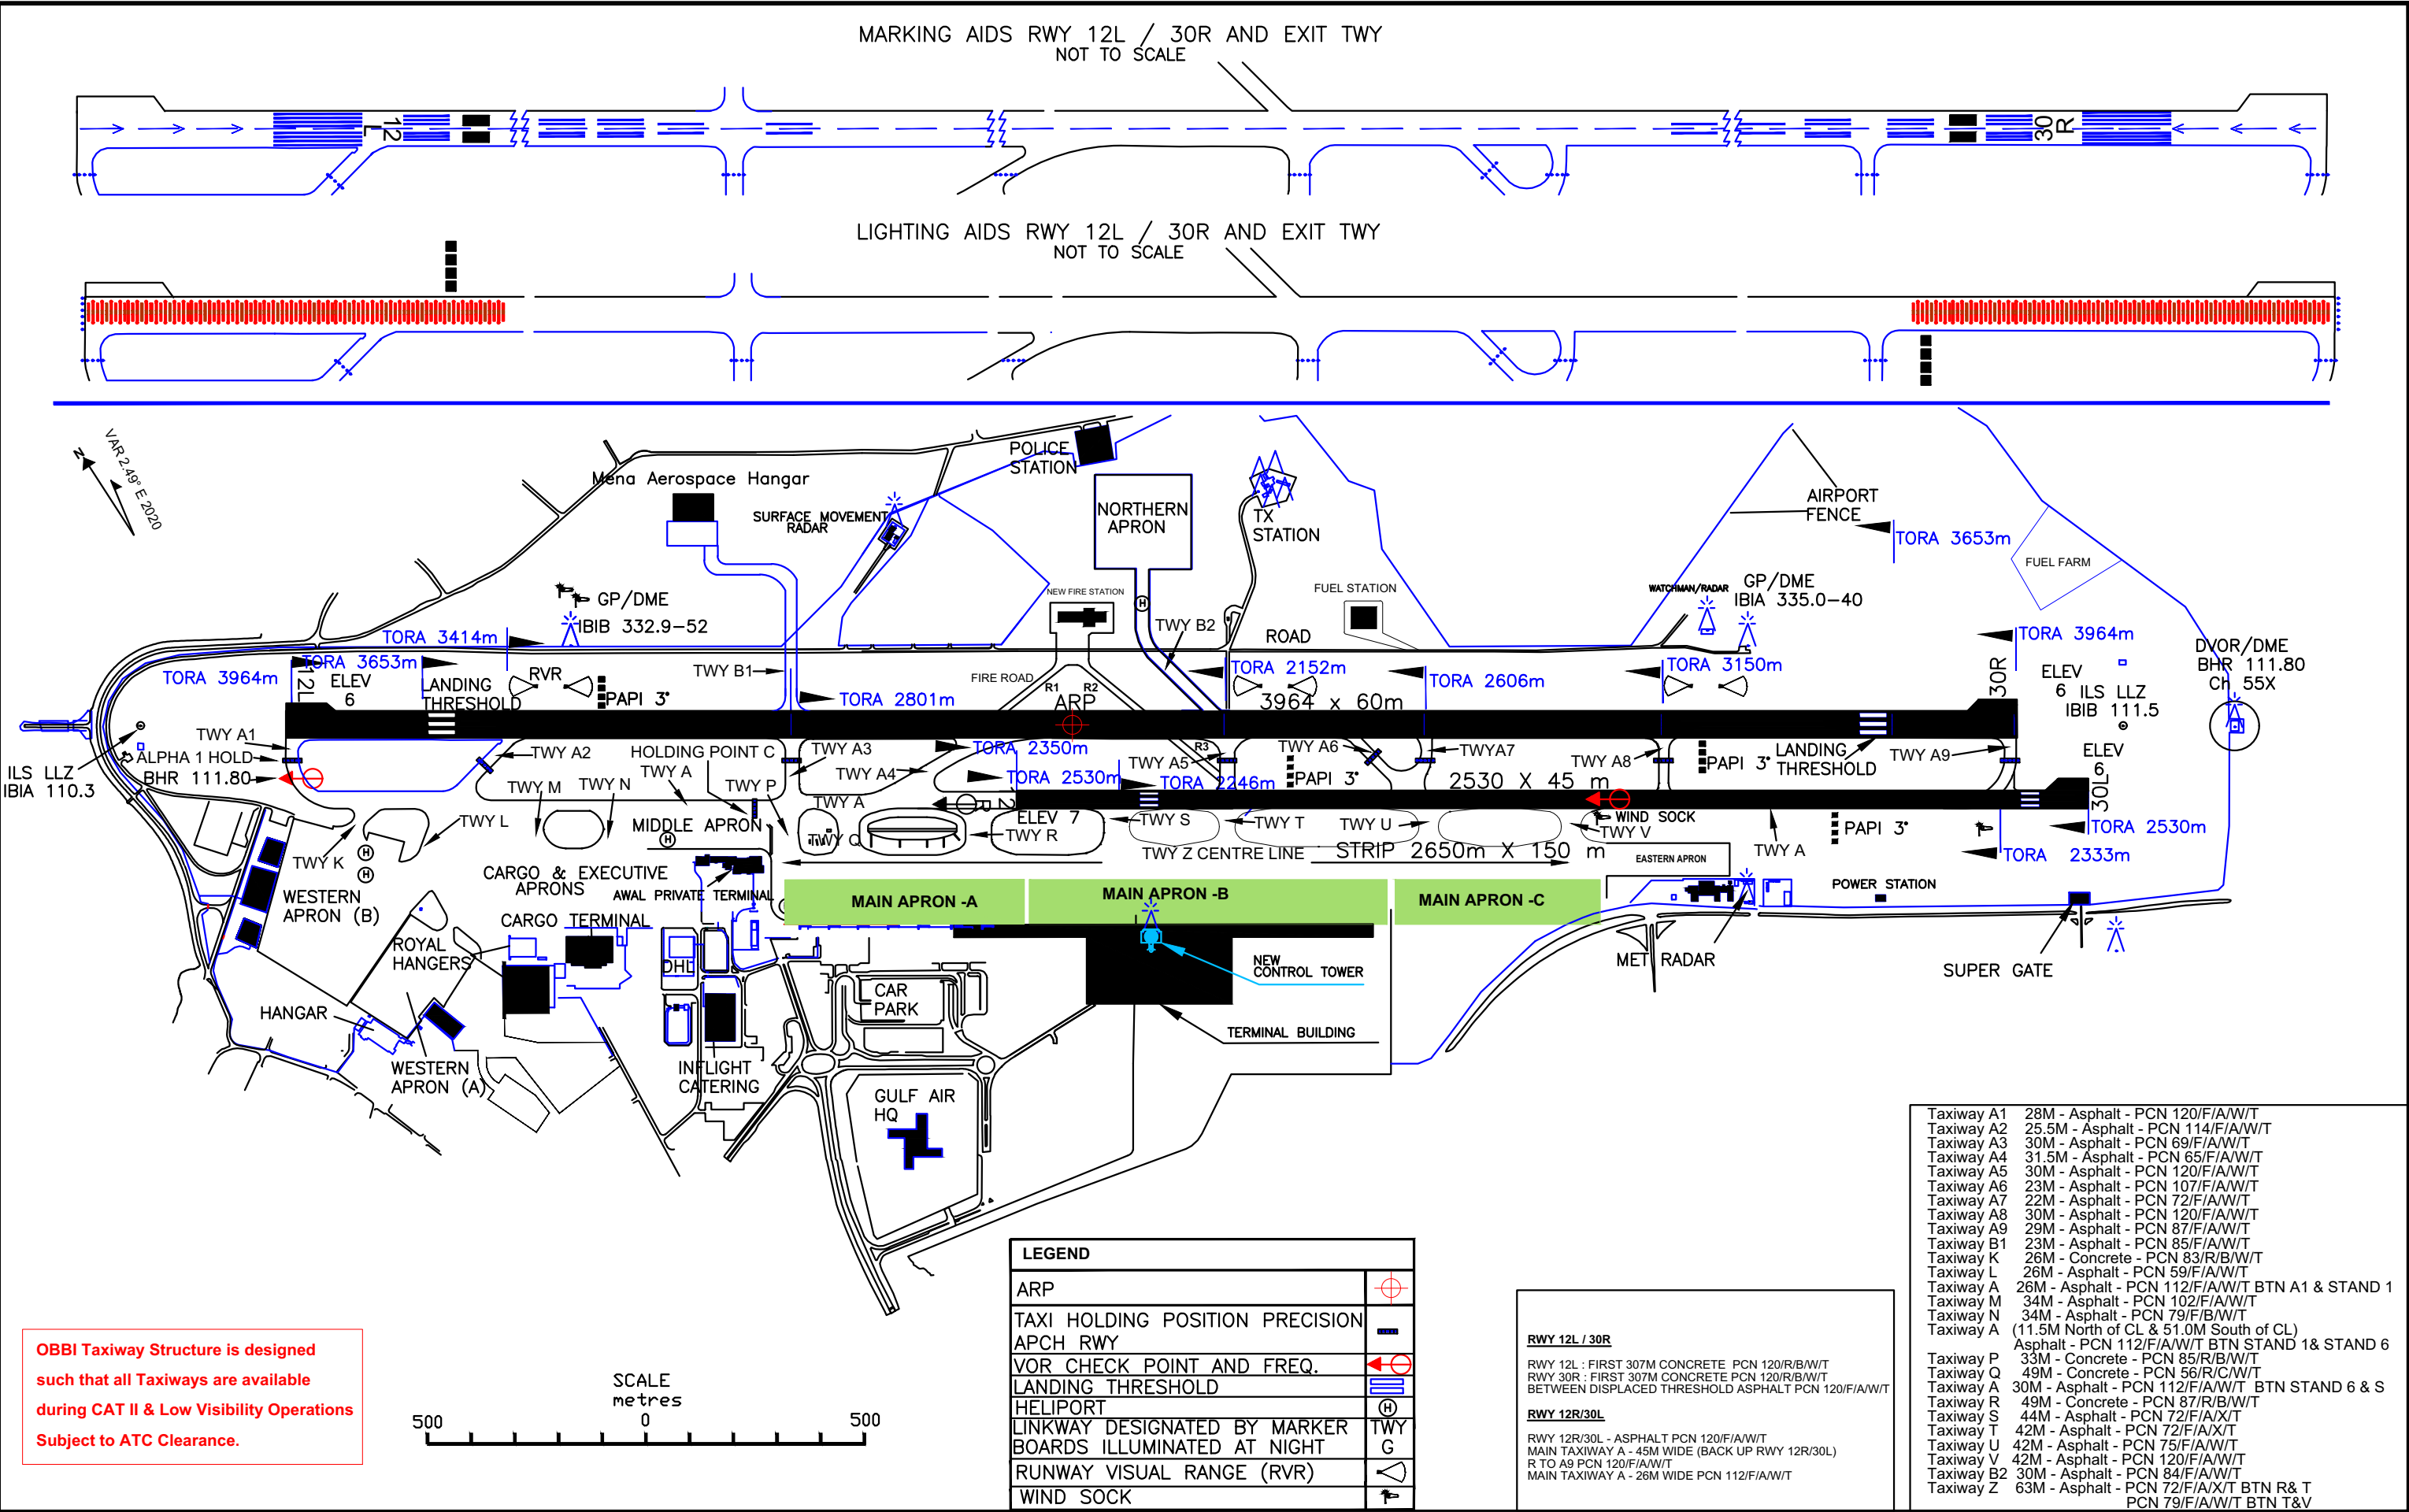 MARKING AIDS RWY 12L / 30R AND EXIT TWY
NOT TO SCALE
12
L
30
R
LIGHTING AIDS RWY 12L / 30R AND EXIT TWY
NOT TO SCALE
N
VAR 2.49° E 2020
POLICE
STATION
Mena Aerospace Hangar
SURFACE MOVEMENT
RADAR
NORTHERN
APRON
TX
STATION
AIRPORT
FENCE
TORA 3653m
FUEL FARM
NEW FIRE STATION
FUEL STATION
WATCHMAN/RADAR
GP/DME
IBIA 335.0-40
GP/DME
IBIB 332.9-52
H
TWY B2
ROAD
TORA 3414m
TORA 3964m
DVOR/DME
BHR 111.80
Ch 55X
TORA 3964m
TORA 3653m
12L
ELEV
6
LANDING
THRESHOLD
RVR
PAPI 3°
TWY B1
TORA 2801m
FIRE ROAD
R1
R2
ARP
TORA 2152m
3964 x 60m
TORA 2606m
TORA 3150m
30R
ELEV
6
ILS LLZ
IBIB 111.5
TWY A1
ALPHA 1 HOLD
BHR 111.80
ILS LLZ
IBIA 110.3
TWY A2
HOLDING POINT C
TWY A
TWY A3
TWY A4
TORA 2350m
TORA 2530m
TWY A5
R3
TORA 2246m
TWY A6
PAPI 3°
TWYA7
2530 X 45 m
TWY A8
PAPI 3°
LANDING
THRESHOLD
TWY A9
ELEV
6
30L
TWY M
TWY N
TWY P
TWY A
TWY L
MIDDLE APRON
H
TWY Q
ELEV 7
TWY R
TWY S
TWY T
TWY U
WIND SOCK
TWY V
TWY A
PAPI 3°
TORA 2530m
TORA 2333m
TWY K
H
H
CARGO & EXECUTIVE
APRONS
AWAL PRIVATE TERMINAL
TWY Z CENTRE LINE
STRIP 2650m X 150 m
EASTERN APRON
POWER STATION
WESTERN
APRON (B)
CARGO TERMINAL
MAIN APRON -A
MAIN APRON -B
MAIN APRON -C
ROYAL
HANGERS
DHL
NEW
CONTROL TOWER
MET RADAR
SUPER GATE
CAR
PARK
HANGAR
TERMINAL BUILDING
WESTERN
APRON (A)
INFLIGHT
CATERING
GULF AIR
HQ
Taxiway A1 28M - Asphalt - PCN 120/F/A/W/T
Taxiway A2 25.5M - Asphalt - PCN 114/F/A/W/T
Taxiway A3 30M - Asphalt - PCN 69/F/A/W/T
Taxiway A4 31.5M - Asphalt - PCN 65/F/A/W/T
Taxiway A5 30M - Asphalt - PCN 120/F/A/W/T
Taxiway A6 23M - Asphalt - PCN 107/F/A/W/T
Taxiway A7 22M - Asphalt - PCN 72/F/A/W/T
Taxiway A8 30M - Asphalt - PCN 120/F/A/W/T
Taxiway A9 29M - Asphalt - PCN 87/F/A/W/T
Taxiway B1 23M - Asphalt - PCN 85/F/A/W/T
Taxiway K 26M - Concrete - PCN 83/R/B/W/T
Taxiway L 26M - Asphalt - PCN 59/F/A/W/T
Taxiway A 26M - Asphalt - PCN 112/F/A/W/T BTN A1 & STAND 1
Taxiway M 34M - Asphalt - PCN 102/F/A/W/T
Taxiway N 34M - Asphalt - PCN 79/F/B/W/T
Taxiway A (11.5M North of CL & 51.0M South of CL)
Asphalt - PCN 112/F/A/W/T BTN STAND 1& STAND 6
Taxiway P 33M - Concrete - PCN 85/R/B/W/T
Taxiway Q 49M - Concrete - PCN 56/R/C/W/T
Taxiway A 30M - Asphalt - PCN 112/F/A/W/T BTN STAND 6 & S
Taxiway R 49M - Concrete - PCN 87/R/B/W/T
Taxiway S 44M - Asphalt - PCN 72/F/A/X/T
Taxiway T 42M - Asphalt - PCN 72/F/A/X/T
Taxiway U 42M - Asphalt - PCN 75/F/A/W/T
Taxiway V 42M - Asphalt - PCN 120/F/A/W/T
Taxiway B2 30M - Asphalt - PCN 84/F/A/W/T
Taxiway Z 63M - Asphalt - PCN 72/F/A/X/T BTN R& T
PCN 79/F/A/W/T BTN T&V
LEGEND
ARP
TAXI HOLDING POSITION PRECISION
APCH RWY
VOR CHECK POINT AND FREQ.
LANDING THRESHOLD
HELIPORT
H
LINKWAY DESIGNATED BY MARKER TWY
BOARDS ILLUMINATED AT NIGHT G
RUNWAY VISUAL RANGE (RVR)
WIND SOCK
RWY 12L / 30R
RWY 12L : FIRST 307M CONCRETE PCN 120/R/B/W/T
RWY 30R : FIRST 307M CONCRETE PCN 120/R/B/W/T
BETWEEN DISPLACED THRESHOLD ASPHALT PCN 120/F/A/W/T
RWY 12R/30L
RWY 12R/30L - ASPHALT PCN 120/F/A/W/T
MAIN TAXIWAY A - 45M WIDE (BACK UP RWY 12R/30L)
R TO A9 PCN 120/F/A/W/T
MAIN TAXIWAY A - 26M WIDE PCN 112/F/A/W/T
OBBI Taxiway Structure is designed
such that all Taxiways are available
during CAT II & Low Visibility Operations
Subject to ATC Clearance.
SCALE
metres
500 0 500